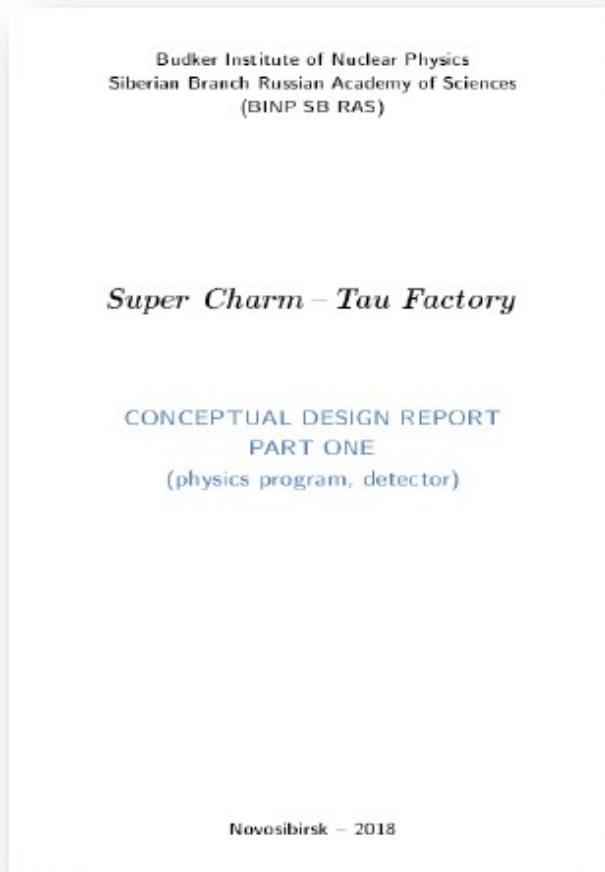 Budker Institute of Nuclear Physics
Siberian Branch Russian Academy of Sciences
(BINP SB RAS)
Super Charm – Tau Factory
CONCEPTUAL DESIGN REPORT
PART ONE
(physics program, detector)
Novosibirsk – 2018